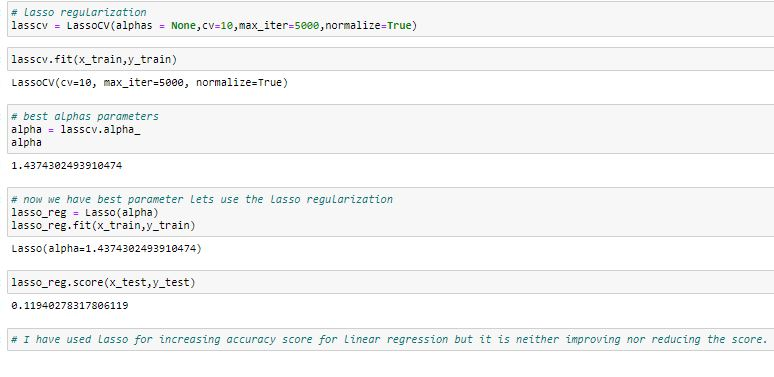 # Lasso regularization
lasscv = LassoCV(alphas = None,cv=10,max_iter=5000,normalize=True)
lasscv.fit(x_train,y_train)
LassoCV(cv=10, max_iter=5000, normalize=True)
# best alphas parameters
alpha = lasscv.alpha_
alpha
1.4374302493910474
# now we have best parameter Lets use the Lasso regularization
lasso_reg = Lasso(alpha)
lasso_reg.fit(x_train,y_train)
Lasso(alpha=1.4374302493910474)
lasso_reg.score(x_test,y_test)
0.11940278317806119
# I have used Lasso for increasing accuracy score for Linear regression but it is neither improving nor reducing the score.